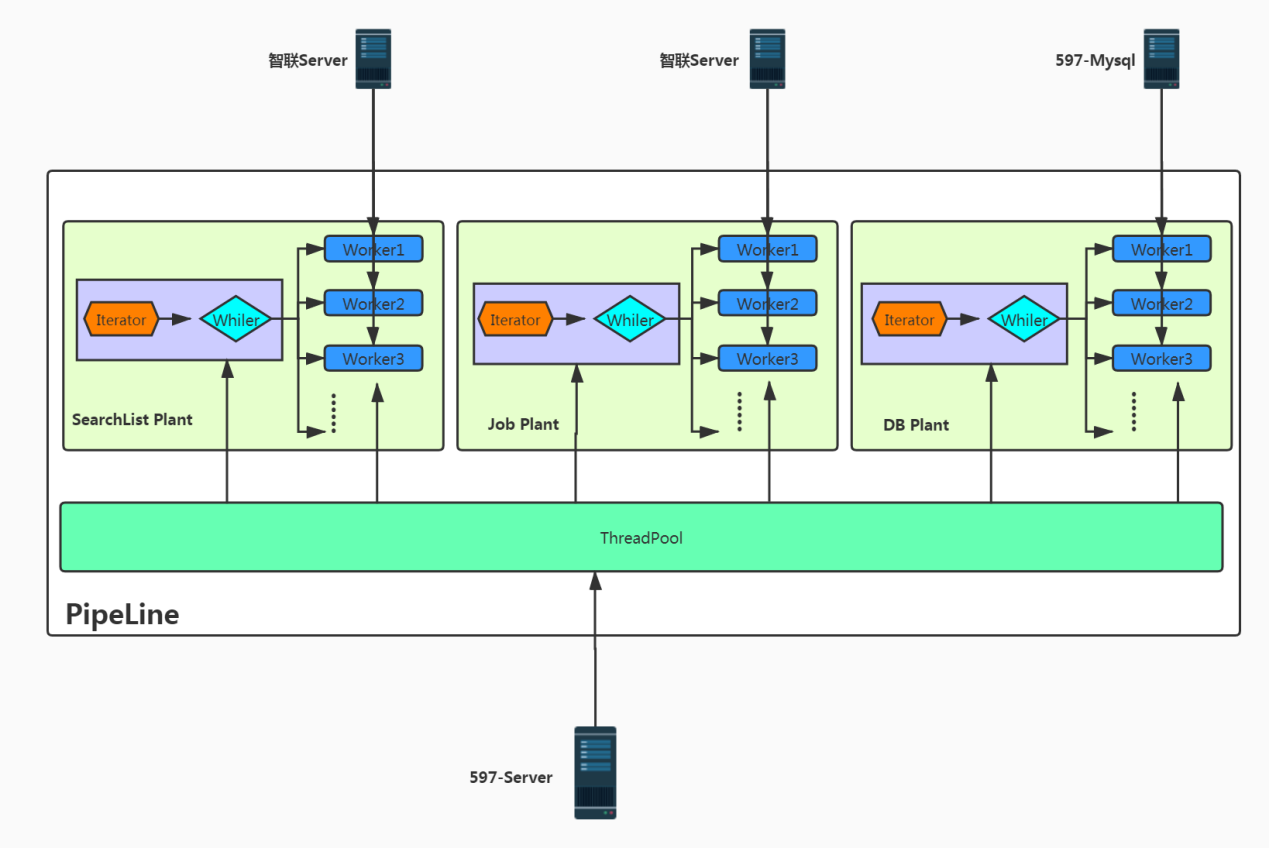 智联Server
智联Server
597-Mysql
Worker1
Worker2
Worker3
Iterator
Whiler
SearchList Plant
Worker1
Worker2
Worker3
Iterator
Whiler
Job Plant
Worker1
Worker2
Worker3
Iterator
Whiler
DB Plant
ThreadPool
PipeLine
597-Server